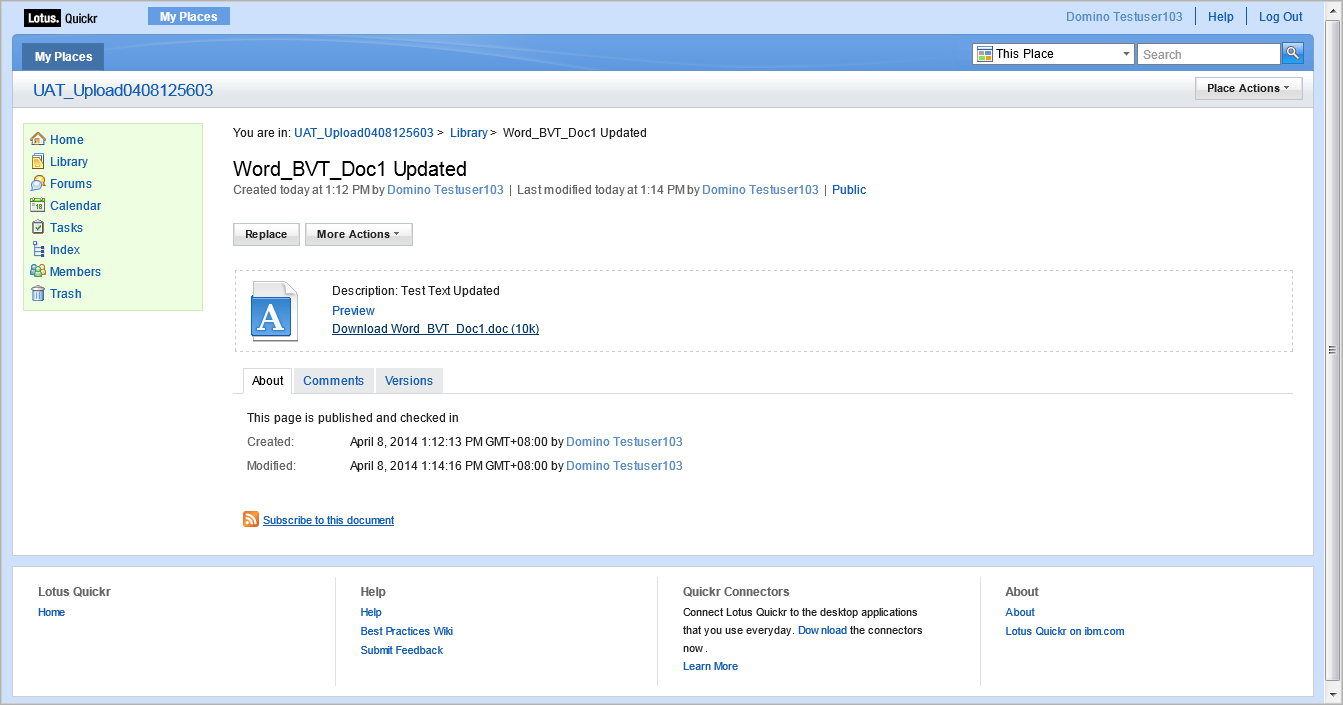 Lotus. Quickr My Places Domino Testuser103 Help Log Out
My Places This Place Search
UAT_Upload0408125603 Place Actions
Home
Library
Forums
Calendar
Tasks
Index
Members
Trash
You are in: UAT_Upload0408125603 > Library > Word_BVT_Doc1 Updated
Word_BVT_Doc1 Updated
Created today at 1:12 PM by Domino Testuser103 | Last modified today at 1:14 PM by Domino Testuser103 | Public
Replace More Actions
Description: Test Text Updated
Preview
Download Word_BVT_Doc1.doc (10k)
About Comments Versions
This page is published and checked in
Created: April 8, 2014 1:12:13 PM GMT+08:00 by Domino Testuser103
Modified: April 8, 2014 1:14:16 PM GMT+08:00 by Domino Testuser103
Subscribe to this document
Lotus Quickr
Home
Help
Help
Best Practices Wiki
Submit Feedback
Quickr Connectors
Connect Lotus Quickr to the desktop applications
that you use everyday. Download the connectors
now .
Learn More
About
About
Lotus Quickr on ibm.com